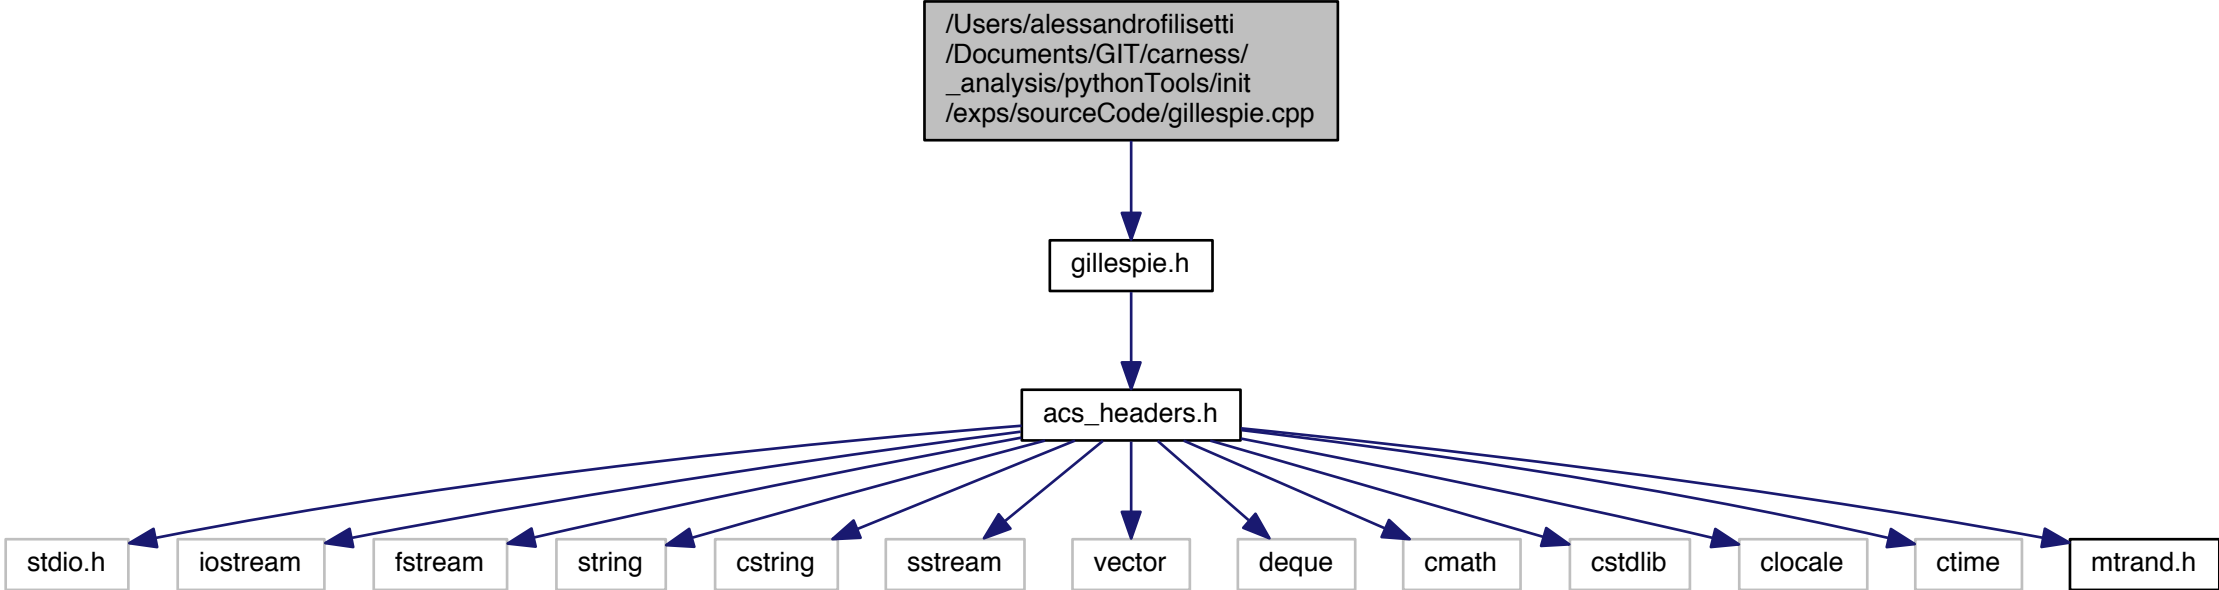 /Users/alessandrofilisetti
/Documents/GIT/carness/
_analysis/pythonTools/init
/exps/sourceCode/gillespie.cpp
gillespie.h
acs_headers.h
stdio.h
iostream
fstream
string
cstring
sstream
vector
deque
cmath
cstdlib
clocale
ctime
mtrand.h